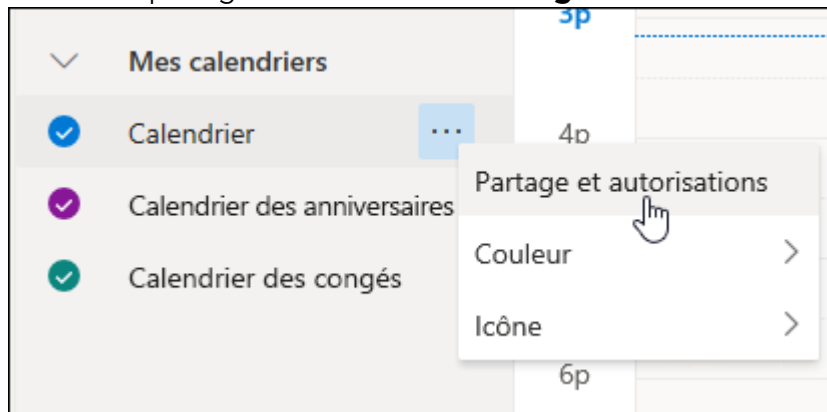 3p
Mes calendriers
Calendrier ...
4p
Partage et autorisations
Calendrier des anniversaires
Couleur
Calendrier des congés
Icône
6p